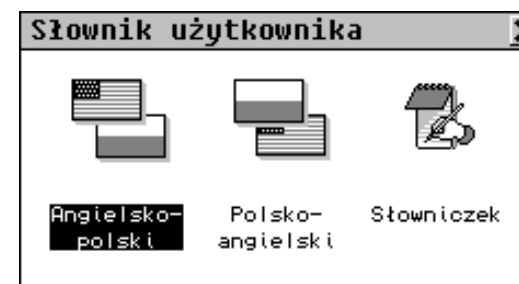 Słownik użytkownika
Angielsko-
polski
Polsko-
angielski
Słowniczek